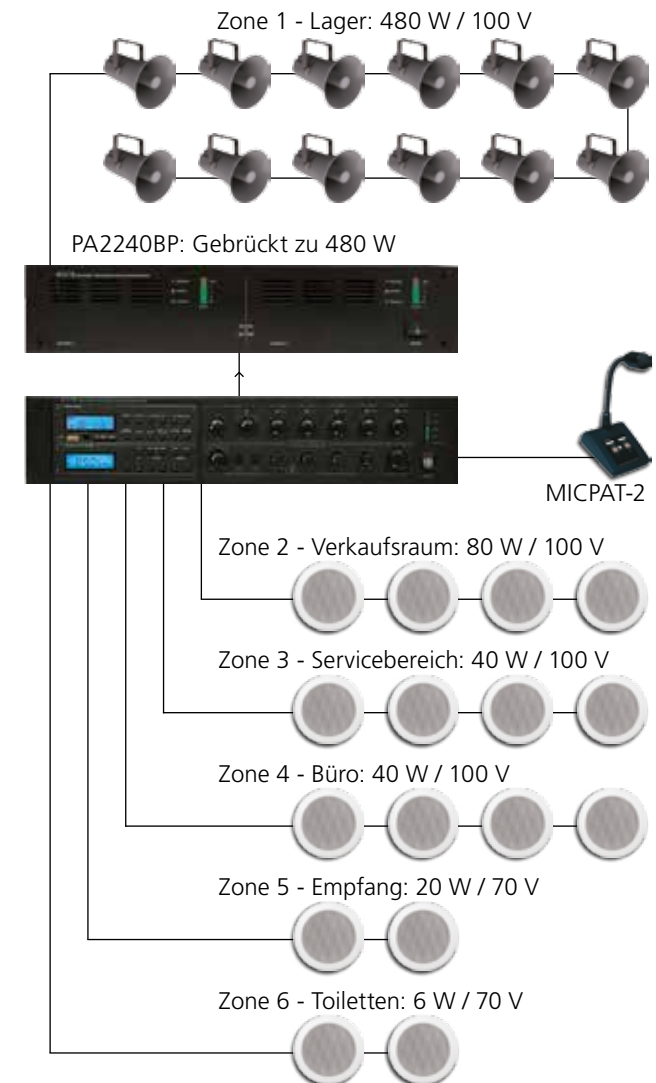 Zone 1 - Lager: 480 W / 100 V
PA2240BP: Gebrückt zu 480 W
MICPAT-2
Zone 2 - Verkaufsraum: 80 W / 100 V
Zone 3 - Servicebereich: 40 W / 100 V
Zone 4 - Büro: 40 W / 100 V
Zone 5 - Empfang: 20 W / 70 V
Zone 6 - Toiletten: 6 W / 70 V